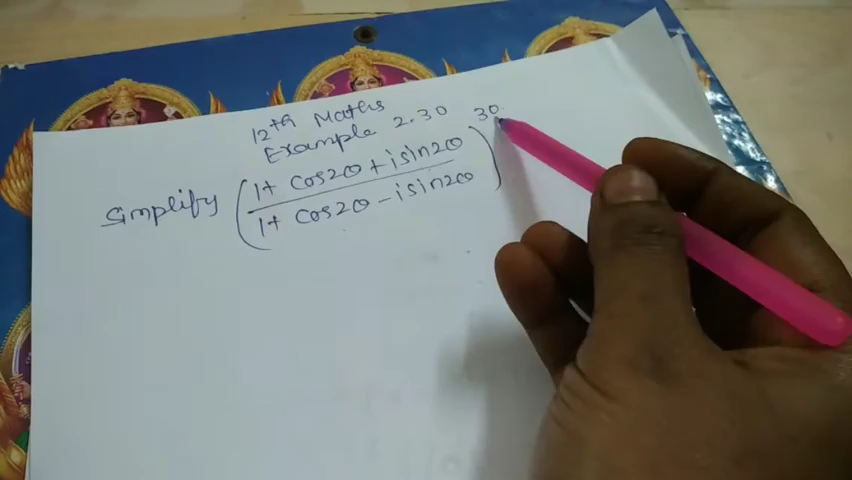 12th Maths
Example 2.30
Simplify (1+ cos2θ + isin2θ / 1+ cos2θ - isin2θ)^30